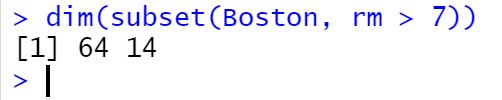 > dim(subset(Boston, rm > 7))
[1] 64 14
>